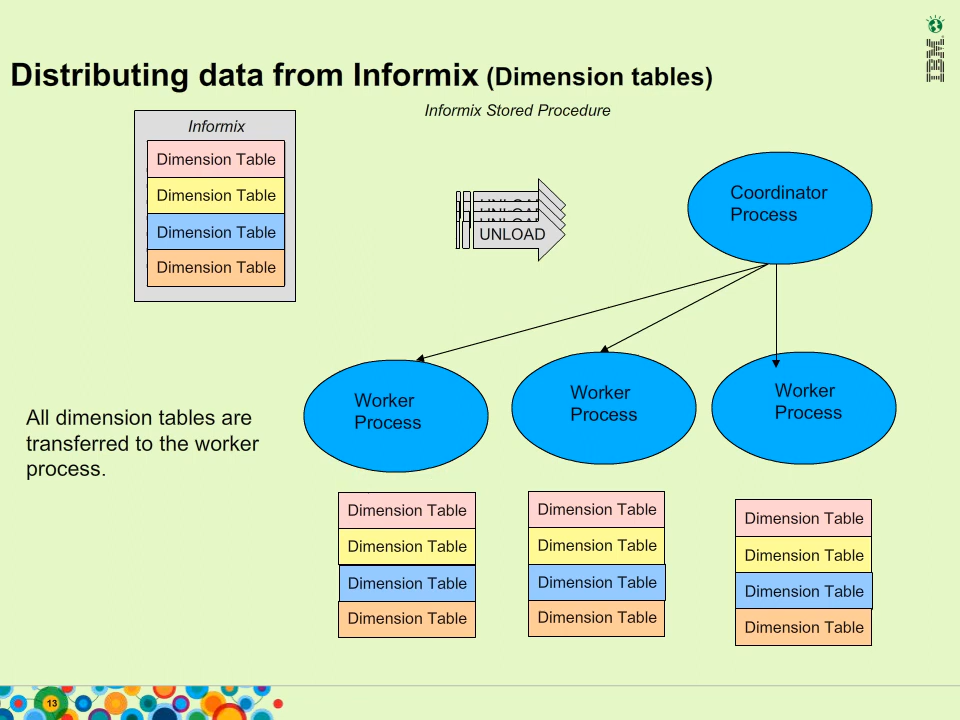 IBM
Distributing data from Informix (Dimension tables)
Informix Stored Procedure
Informix
Dimension Table
Dimension Table
Dimension Table
Dimension Table
UNLOAD
UNLOAD
UNLOAD
UNLOAD
Coordinator
Process
Worker
Process
Worker
Process
Worker
Process
All dimension tables are
transferred to the worker
process.
Dimension Table
Dimension Table
Dimension Table
Dimension Table
Dimension Table
Dimension Table
Dimension Table
Dimension Table
Dimension Table
Dimension Table
Dimension Table
Dimension Table
13